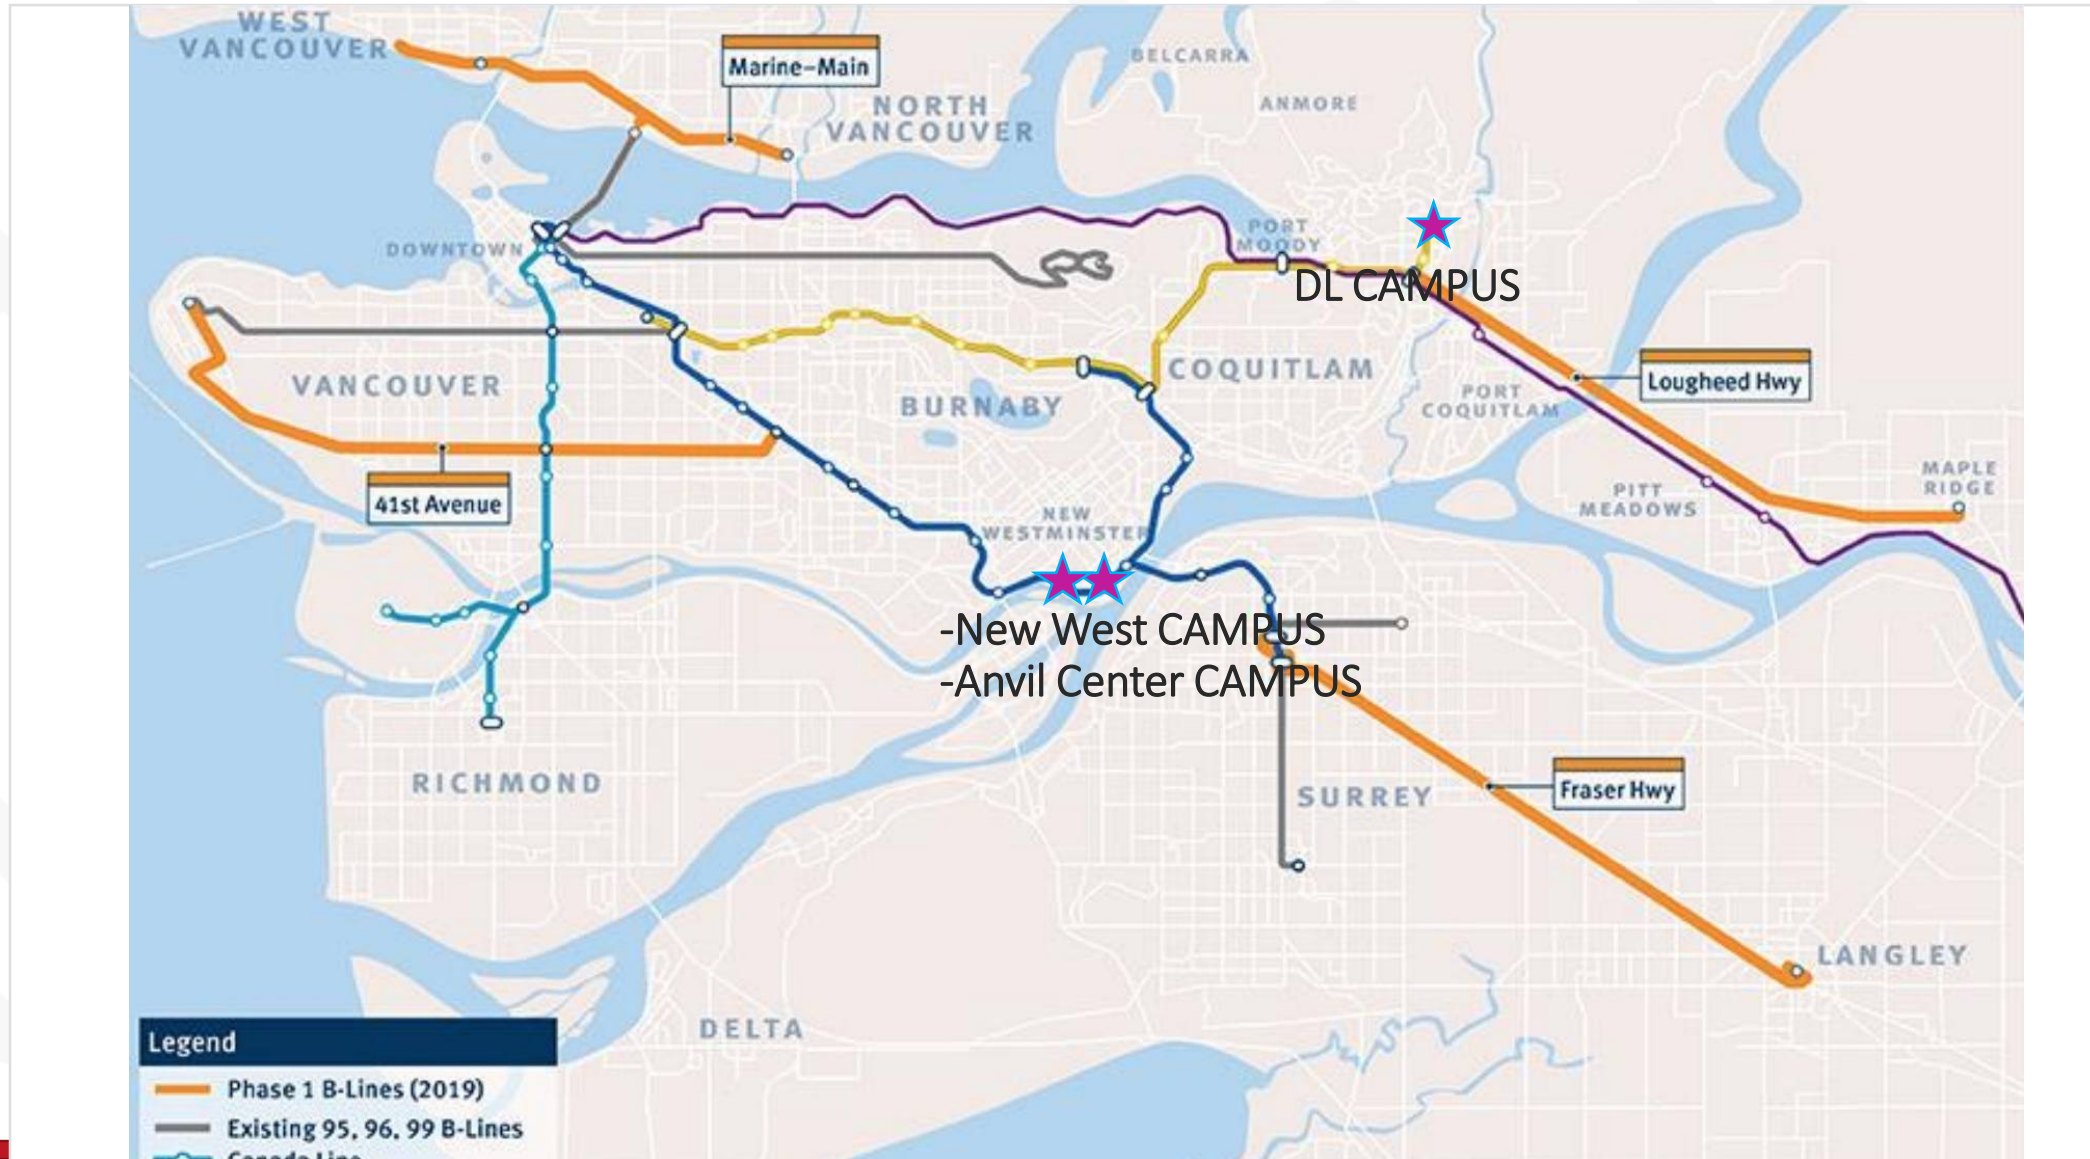 WEST
VANCOUVER
Marine–Main
NORTH
VANCOUVER
BELCARRA
ANMORE
PORT
MOODY
DOWNTOWN
DL CAMPUS
VANCOUVER
BURNABY
COQUITLAM
PORT
COQUITLAM
Lougheed Hwy
41st Avenue
NEW
WESTMINSTER
PITT
MEADOWS
MAPLE
RIDGE
-New West CAMPUS
-Anvil Center CAMPUS
RICHMOND
SURREY
Fraser Hwy
LANGLEY
DELTA
Legend
Phase 1 B-Lines (2019)
Existing 95, 96, 99 B-Lines
Canada Line